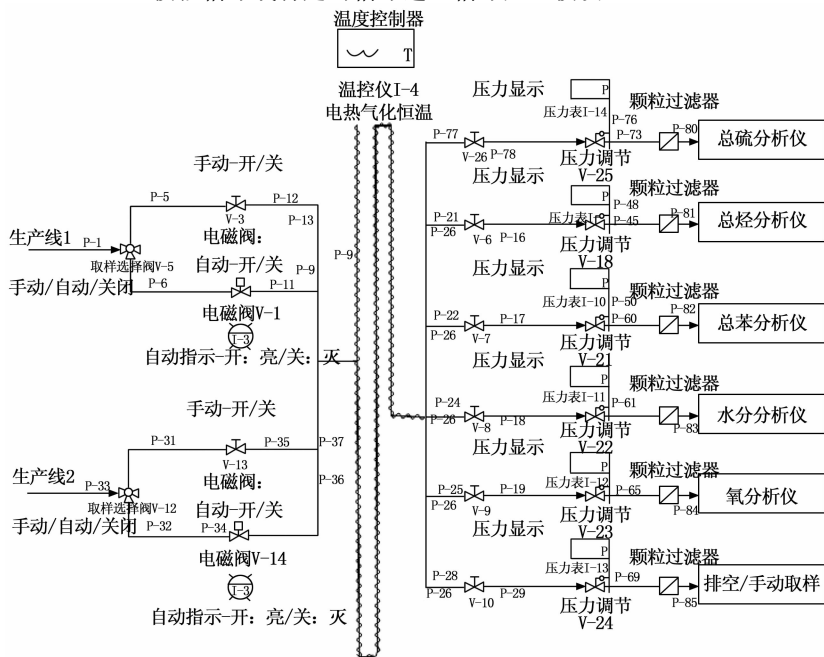 温度控制器
T
温控仪I-4
电热气化恒温
手动-开/关
P-5
P-12
V-3
P-13
生产线1
P-1
电磁阀:
取样选择阀V-5
自动-开/关
P-9
P-9
手动/自动/关闭
P-6
P-11
电磁阀V-1
I-3
自动指示-开: 亮/关: 灭
手动-开/关
P-31
P-35
P-37
V-13
生产线2
P-33
电磁阀:
P-36
取样选择阀V-12
自动-开/关
手动/自动/关闭
P-32
P-34
电磁阀V-14
I-3
自动指示-开: 亮/关: 灭
压力显示
P
压力表I-14
颗粒过滤器
P-76
P-77
P-73
P-80
V-26
P-78
压力调节
V-25
总硫分析仪
压力显示
P
颗粒过滤器
P-48
P-21
P-45
P-81
P-26
V-6
P-16
压力调节
V-18
总烃分析仪
压力显示
P
压力表I-10
颗粒过滤器
P-50
P-22
P-60
P-82
P-26
V-7
P-17
压力调节
V-21
总苯分析仪
压力显示
P
压力表I-11
颗粒过滤器
P-24
P-61
P-83
P-26
V-8
P-18
压力调节
V-22
水分分析仪
压力显示
P
压力表I-12
颗粒过滤器
P-25
P-65
P-84
P-26
V-9
P-19
压力调节
V-23
氧分析仪
压力显示
P
压力表I-13
颗粒过滤器
P-28
P-69
P-85
P-26
V-10
P-29
压力调节
V-24
排空/手动取样